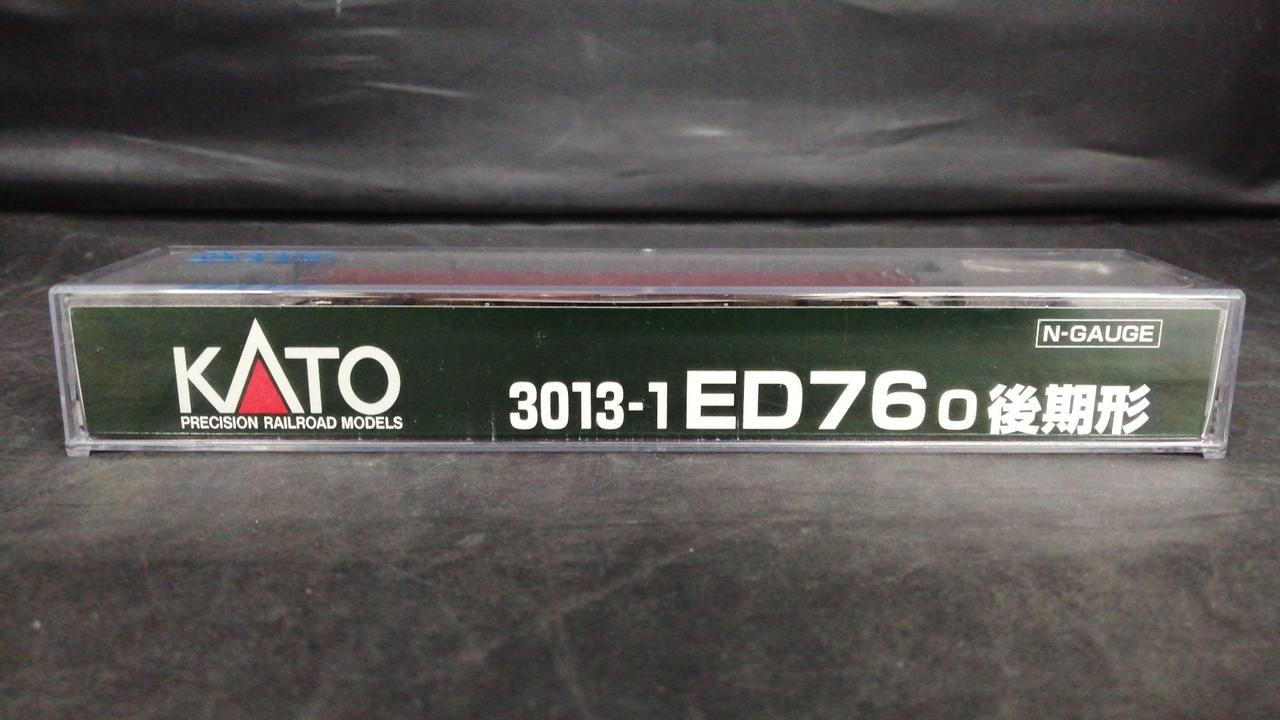 KATO
PRECISION RAILROAD MODELS
N-GAUGE
3013-1 ED76 0 後期形